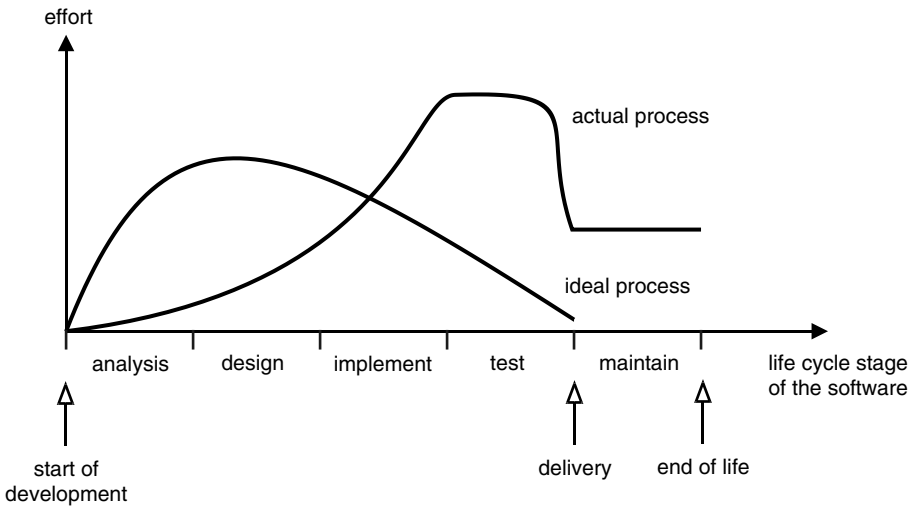 effort
actual process
ideal process
analysis
design
implement
test
maintain
life cycle stage
of the software
start of
development
delivery
end of life